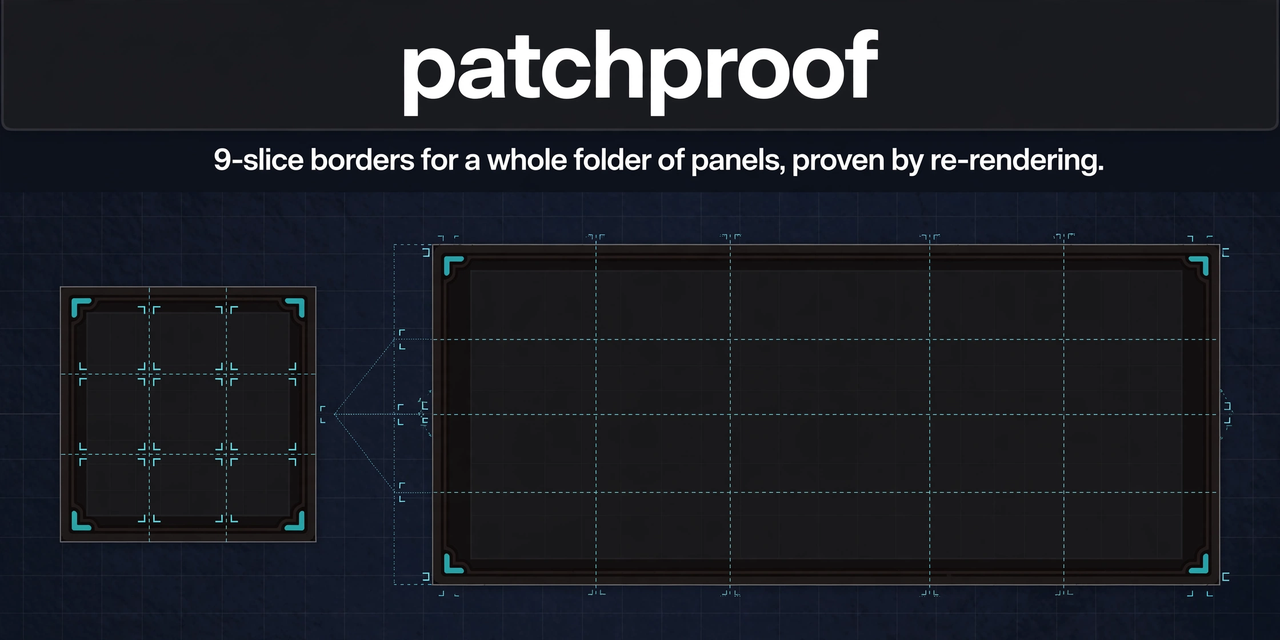 patchproof
9-slice borders for a whole folder of panels, proven by re-rendering.